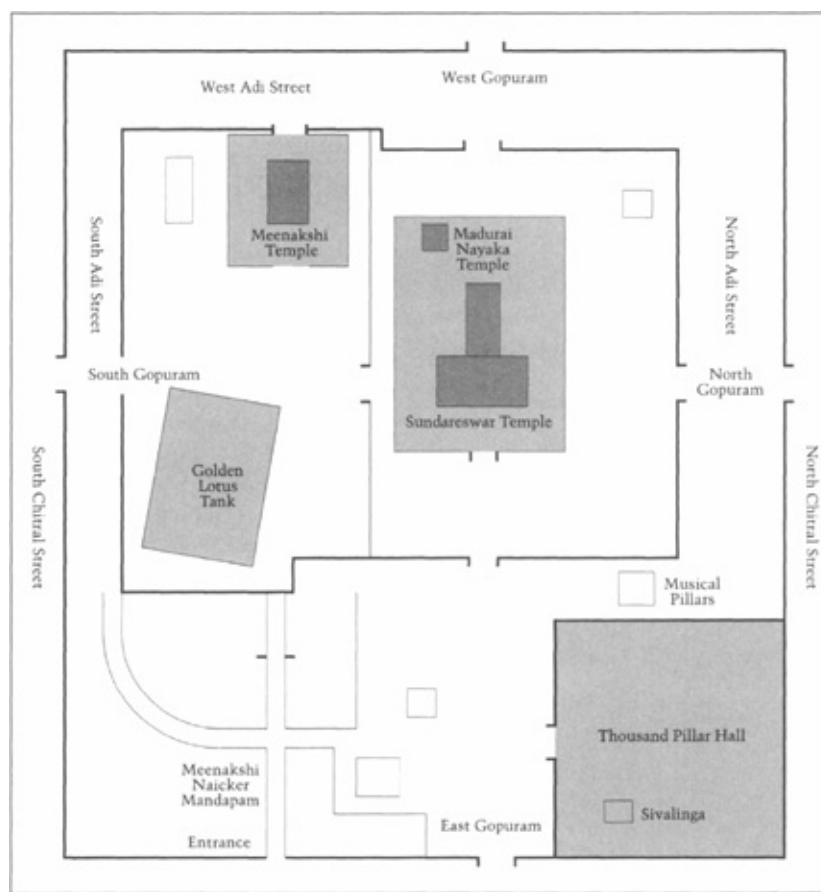 West Gopuram
West Adi Street
Meenakshi
Temple
Madurai
Nayaka
Temple
South Adi Street
North Adi Street
South Gopuram
North
Gopuram
Sundareswar Temple
Golden
Lotus
Tank
South Chitral Street
North Chitral Street
Musical
Pillars
Thousand Pillar Hall
Meenakshi
Naicker
Mandapam
Sivalinga
East Gopuram
Entrance